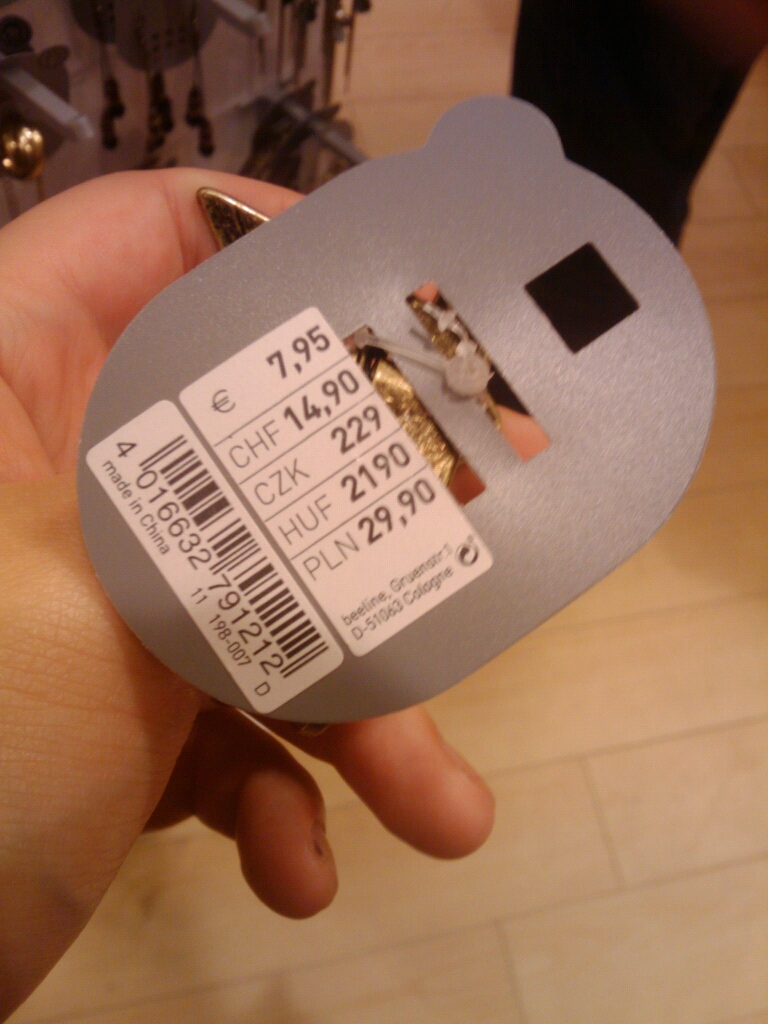 € 7,95
CHF 14,90
CZK 229
HUF 2190
PLN 29,90
beeline, Gruenstr.1
D-51063 Cologne
4 016632 791212
made in China
11 198-007 D